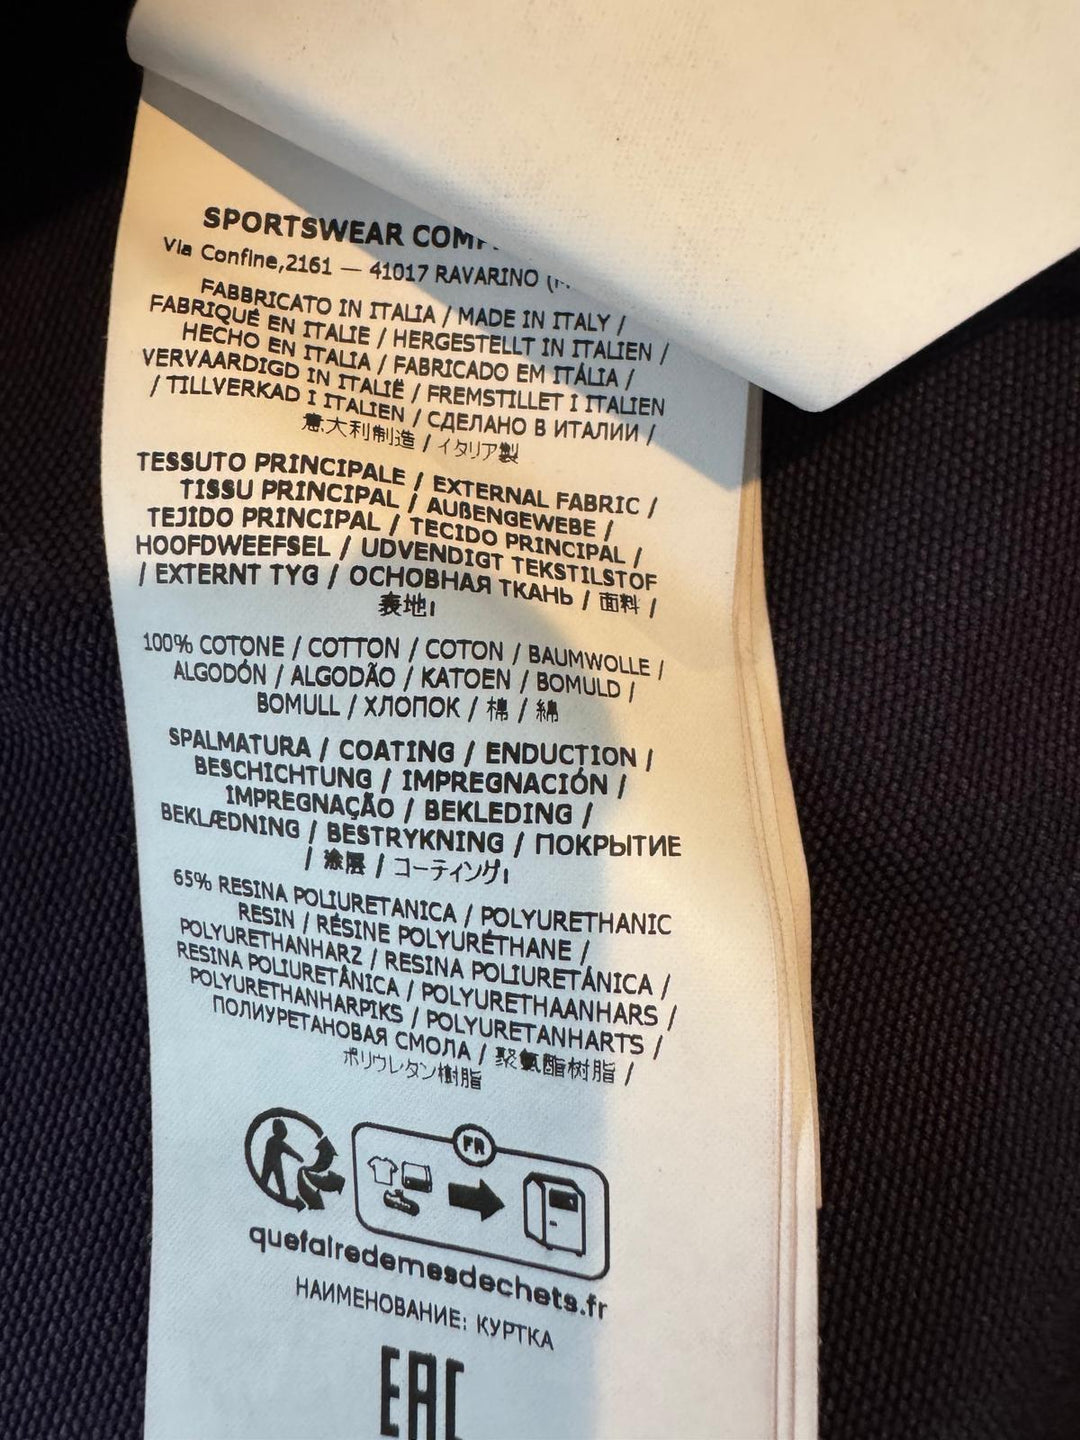 SPORTSWEAR
Via Confine,2161 — 41017 RAVARINO
FABBRICATO IN ITALIA / MADE IN ITALY /
FABRIQUÉ EN ITALIE / HERGESTELLT IN ITALIEN /
HECHO EN ITALIA / FABRICADO EM ITÁLIA /
VERVAARDIGD IN ITALIË / FREMSTILLET I ITALIEN
/ TILLVERKAD I ITALIEN / СДЕЛАНО В ИТАЛИИ /
意大利制造 / イタリア製
TESSUTO PRINCIPALE / EXTERNAL FABRIC /
TISSU PRINCIPAL / AUßENGEWEBE /
TEJIDO PRINCIPAL / TECIDO PRINCIPAL /
HOOFDWEEFSEL / UDVENDIGT TEKSTILSTOF
/ EXTERNT TYG / ОСНОВНАЯ ТКАНЬ / 面料 /
表地:
100% COTONE / COTTON / COTON / BAUMWOLLE /
ALGODÓN / ALGODÃO / KATOEN / BOMULD /
BOMULL / ХЛОПОК / 棉 / 綿
SPALMATURA / COATING / ENDUCTION /
BESCHICHTUNG / IMPREGNACIÓN /
IMPREGNAÇÃO / BEKLEDING /
BEKLÆDNING / BESTRYKNING / ПОКРЫТИЕ
/ 涂层 / コーティング:
65% RESINA POLIURETANICA / POLYURETHANIC
RESIN / RÉSINE POLYURÉTHANE /
POLYURETHANHARZ / RESINA POLIURETÁNICA /
RESINA POLIURETÂNICA / POLYURETHAANHARS /
POLYURETHANHARPIKS / POLYURETANHARTS /
ПОЛИУРЕТАНОВАЯ СМОЛА / 聚氨酯树脂 /
ポリウレタン樹脂
FR
quefairedemesdechets.fr
НАИМЕНОВАНИЕ: КУРТКА
EAC